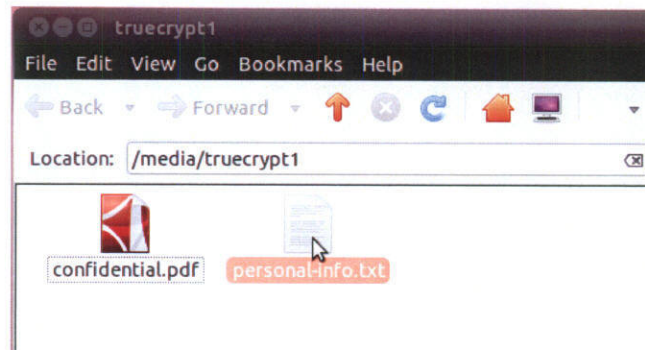 truecrypt1
File Edit View Go Bookmarks Help
Back Forward
Location: /media/truecrypt1
confidential.pdf personal-info.txt